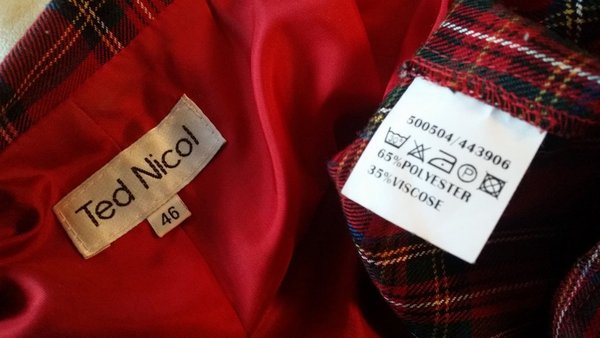 Ted Nicol
46
500504/443906
P
65%POLYESTER
35%VISCOSE